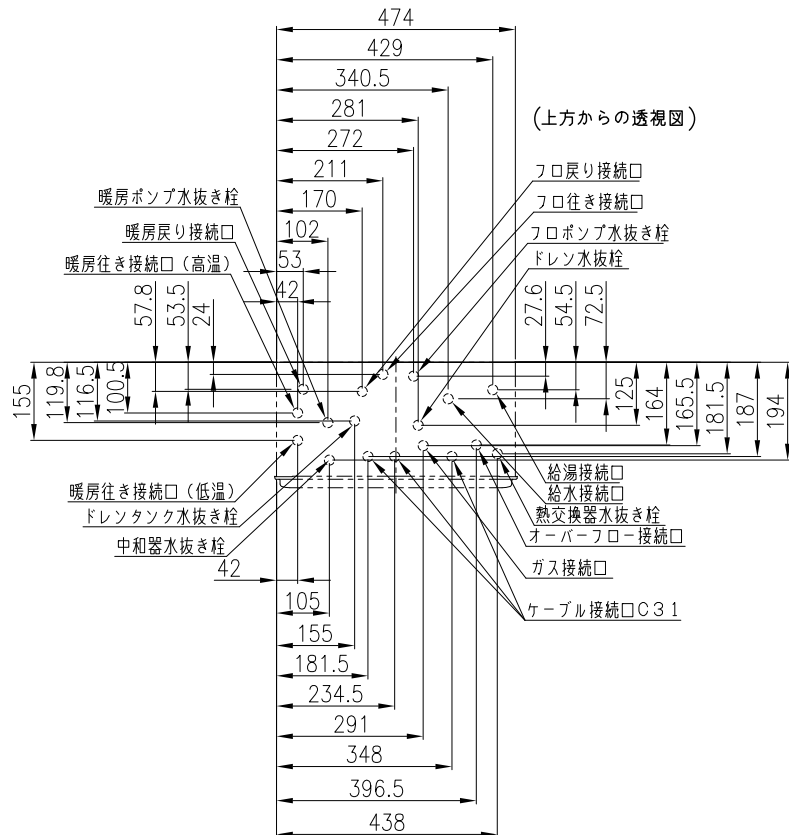 474
429
340.5
281
(上方からの透視図)
272
211
フロ戻り接続口
暖房ポンプ水抜き栓
170
フロ往き接続口
暖房戻り接続口
102
フロポンプ水抜き栓
暖房往き接続口(高温)
53
ドレン水抜栓
42
57.8
53.5
24
27.6
54.5
72.5
155
119.8
116.5
100.5
125
164
165.5
181.5
187
194
暖房往き接続口(低温)
給湯接続口
給水接続口
ドレンタンク水抜き栓
熱交換器水抜き栓
中和器水抜き栓
オーバーフロー接続口
42
ガス接続口
105
ケーブル接続口C31
155
181.5
234.5
291
348
396.5
438